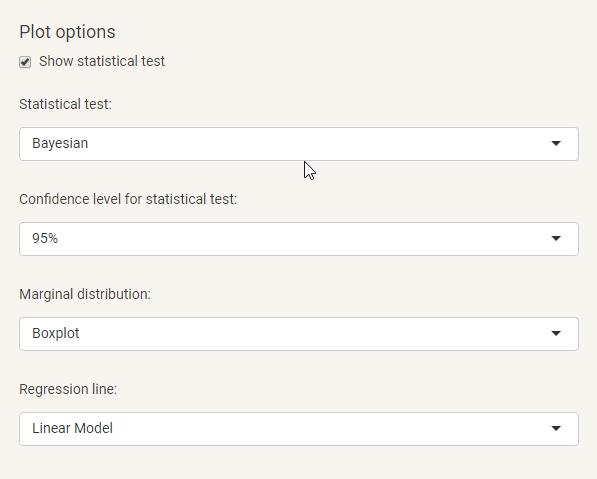 Plot options
Show statistical test
Statistical test:
Bayesian
Confidence level for statistical test:
95%
Marginal distribution:
Boxplot
Regression line:
Linear Model